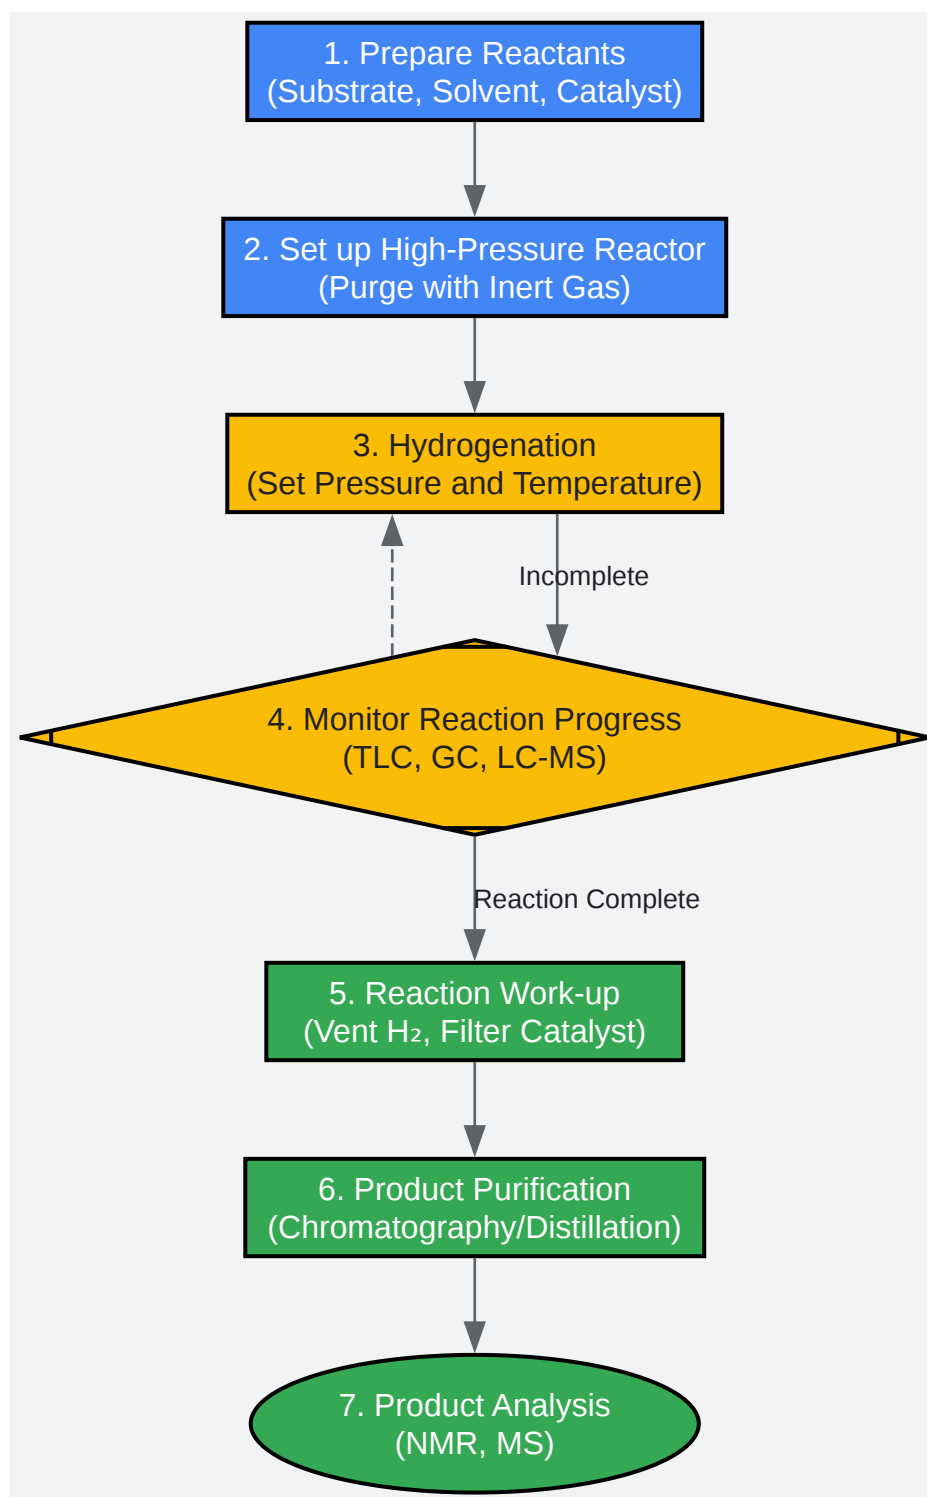 1. Prepare Reactants
(Substrate, Solvent, Catalyst)
2. Set up High-Pressure Reactor
(Purge with Inert Gas)
3. Hydrogenation
(Set Pressure and Temperature)
Incomplete
4. Monitor Reaction Progress
(TLC, GC, LC-MS)
Reaction Complete
5. Reaction Work-up
(Vent H₂, Filter Catalyst)
6. Product Purification
(Chromatography/Distillation)
7. Product Analysis
(NMR, MS)